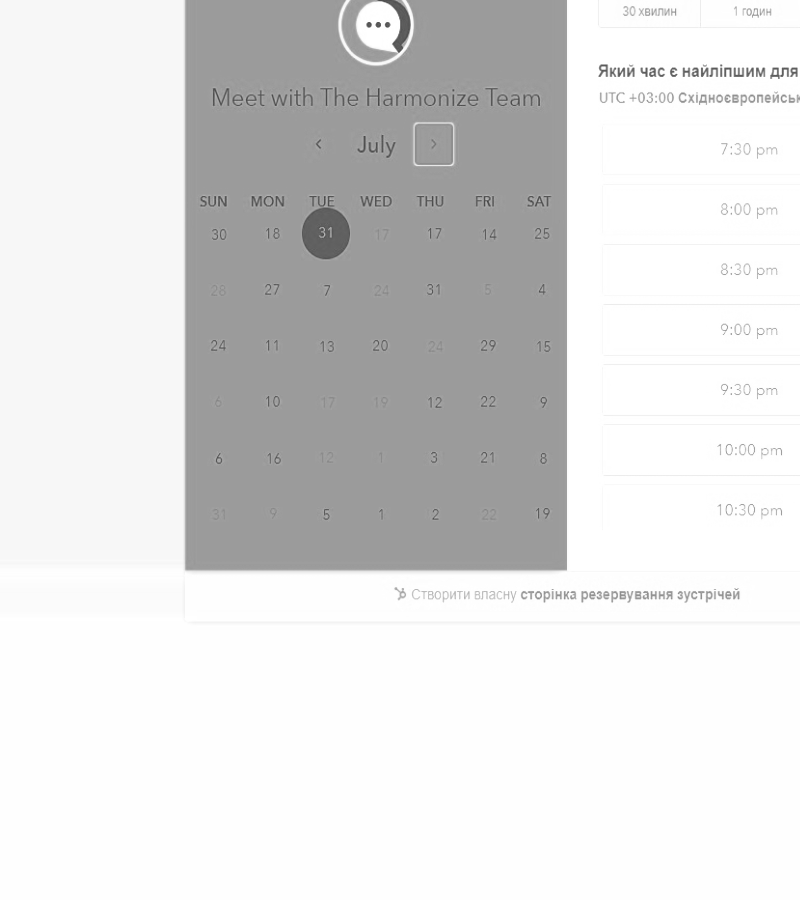 30 хвилин 1 годин
Meet with The Harmonize Team
July
SUN MON TUE WED THU FRI SAT
30 18 31 17 17 14 25
28 27 7 24 31 5 4
24 11 13 20 24 29 15
6 10 17 19 12 22 9
6 16 12 1 3 21 8
31 9 5 1 2 22 19
Який час є найліпшим для
UTC +03:00 Східноєвропейськ
7:30 pm
8:00 pm
8:30 pm
9:00 pm
9:30 pm
10:00 pm
10:30 pm
Створити власну сторінка резервування зустрічей